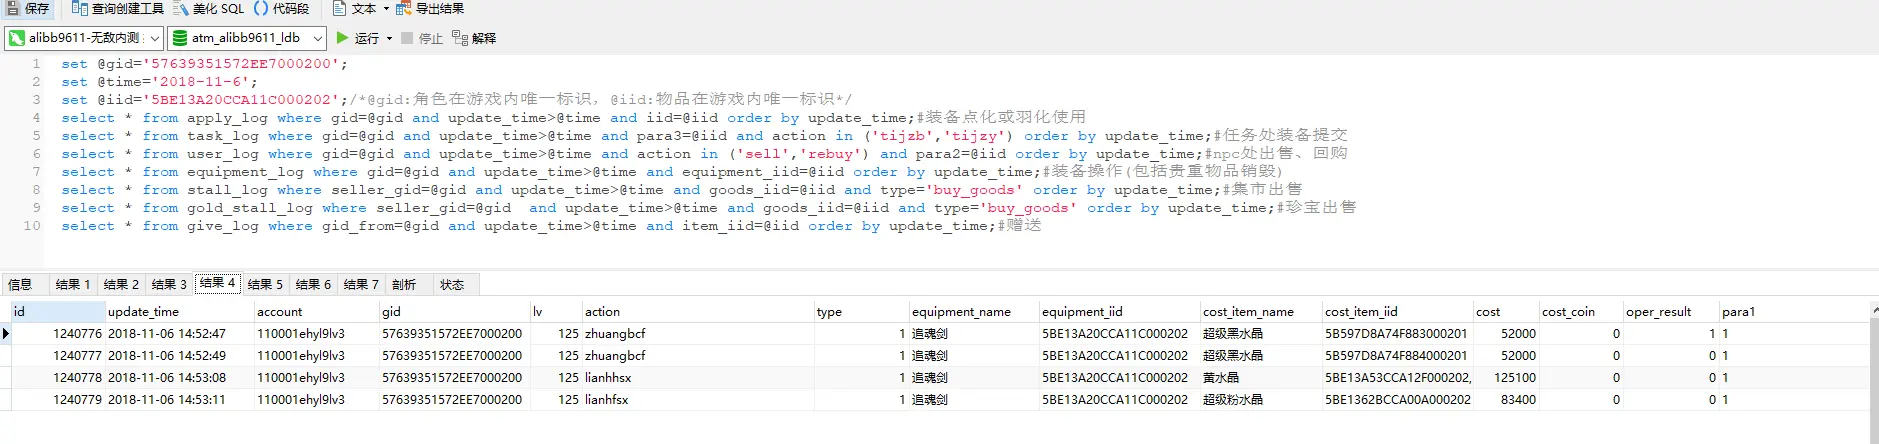 保存 查询创建工具 美化 SQL 代码段 文本 导出结果
alibb9611-无敌内测 atm_alibb9611_ldb 运行 停止 解释
1 set @gid='57639351572EE7000200';
2 set @time='2018-11-6';
3 set @iid='5BE13A20CCA11C000202';/*@gid:角色在游戏内唯一标识，@iid:物品在游戏内唯一标识*/
4 select * from apply_log where gid=@gid and update_time>@time and iid=@iid order by update_time;#装备点化或羽化使用
5 select * from task_log where gid=@gid and update_time>@time and para3=@iid and action in ('tijzb','tijzy') order by update_time;#任务处装备提交
6 select * from user_log where gid=@gid and update_time>@time and action in ('sell','rebuy') and para2=@iid order by update_time;#npc处出售、回购
7 select * from equipment_log where gid=@gid and update_time>@time and equipment_iid=@iid order by update_time;#装备操作(包括贵重物品销毁)
8 select * from stall_log where seller_gid=@gid and update_time>@time and goods_iid=@iid and type='buy_goods' order by update_time;#集市出售
9 select * from gold_stall_log where seller_gid=@gid  and update_time>@time and goods_iid=@iid and type='buy_goods' order by update_time;#珍宝出售
10 select * from give_log where gid_from=@gid and update_time>@time and item_iid=@iid order by update_time;#赠送
信息 结果 1 结果 2 结果 3 结果 4 结果 5 结果 6 结果 7 剖析 状态
id update_time account gid lv action type equipment_name equipment_iid cost_item_name cost_item_iid cost cost_coin oper_result para1
1240776 2018-11-06 14:52:47 110001ehyl9lv3 57639351572EE7000200 125 zhuangbcf 1 追魂剑 5BE13A20CCA11C000202 超级黑水晶 5B597D8A74F883000201 52000 0 1 1
1240777 2018-11-06 14:52:49 110001ehyl9lv3 57639351572EE7000200 125 zhuangbcf 1 追魂剑 5BE13A20CCA11C000202 超级黑水晶 5B597D8A74F884000201 52000 0 0 1
1240778 2018-11-06 14:53:08 110001ehyl9lv3 57639351572EE7000200 125 lianhhsx 1 追魂剑 5BE13A20CCA11C000202 黄水晶 5BE13A53CCA12F000202, 125100 0 0 1
1240779 2018-11-06 14:53:11 110001ehyl9lv3 57639351572EE7000200 125 lianhfsx 1 追魂剑 5BE13A20CCA11C000202 超级粉水晶 5BE1362BCCA00A000202 83400 0 0 1